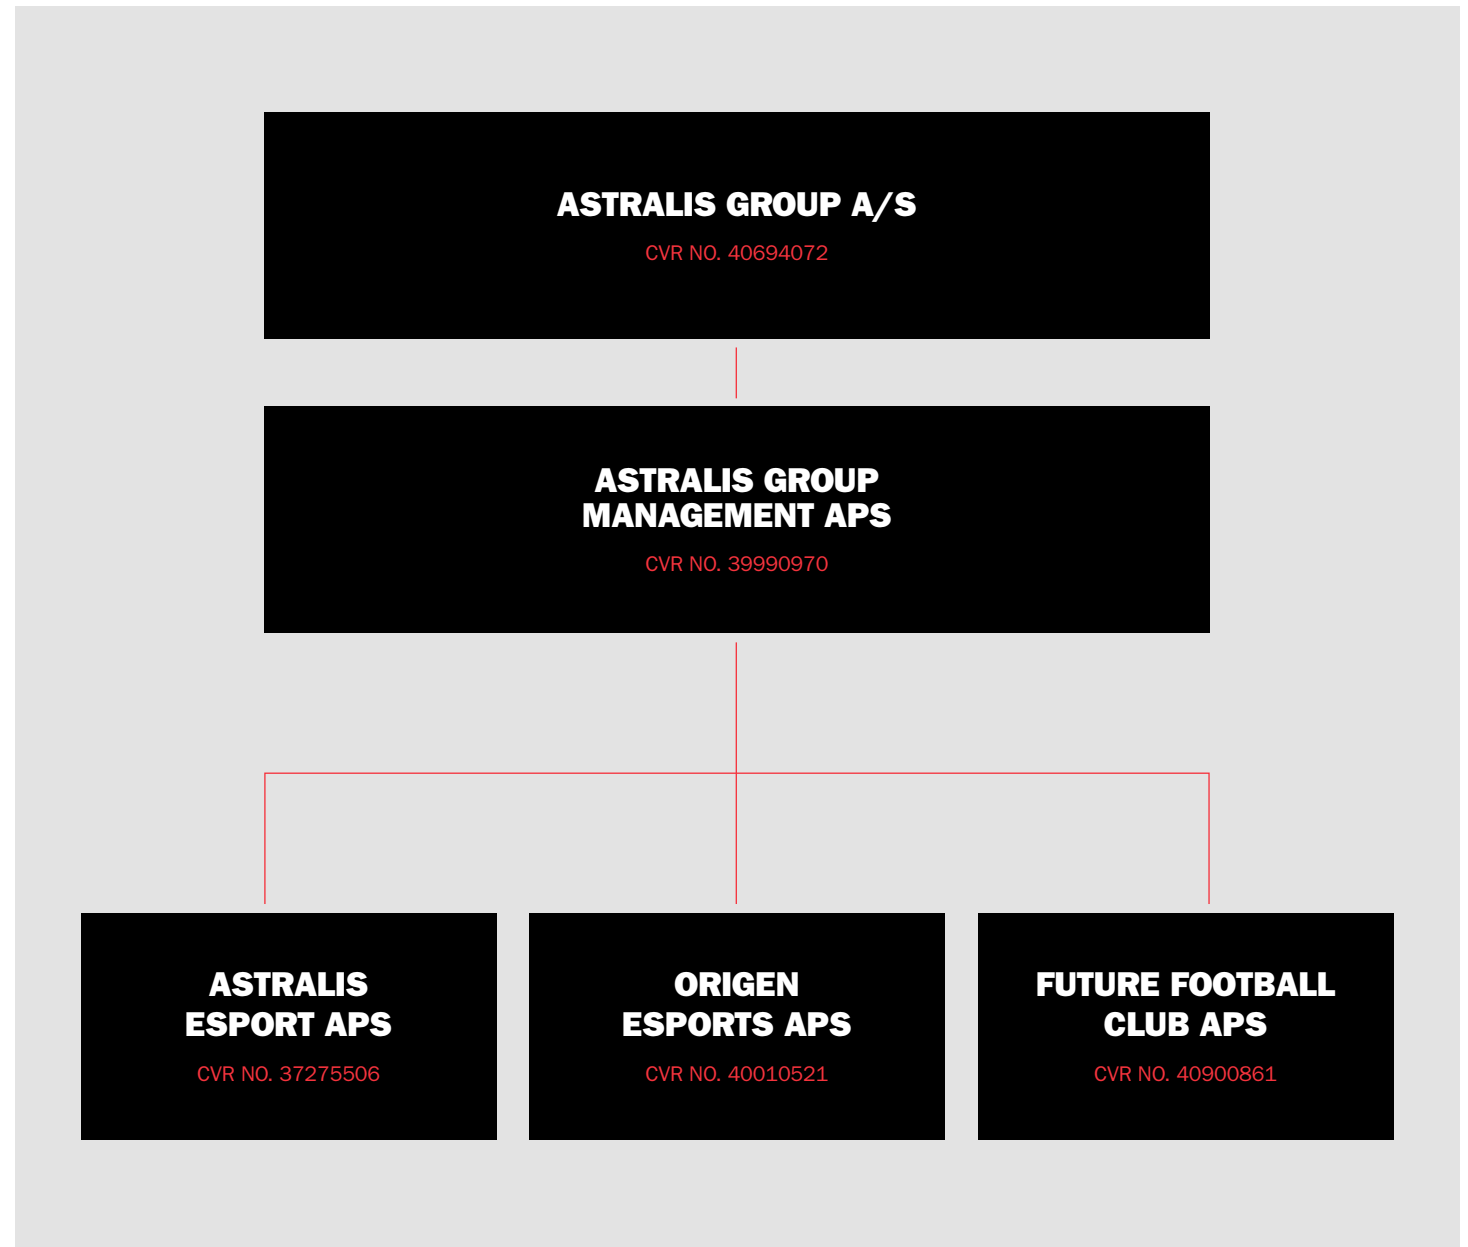 ASTRALIS GROUP A/S
CVR NO. 40694072
ASTRALIS GROUP
MANAGEMENT APS
CVR NO. 39990970
ASTRALIS
ESPORT APS
CVR NO. 37275506
ORIGEN
ESPORTS APS
CVR NO. 40010521
FUTURE FOOTBALL
CLUB APS
CVR NO. 40900861